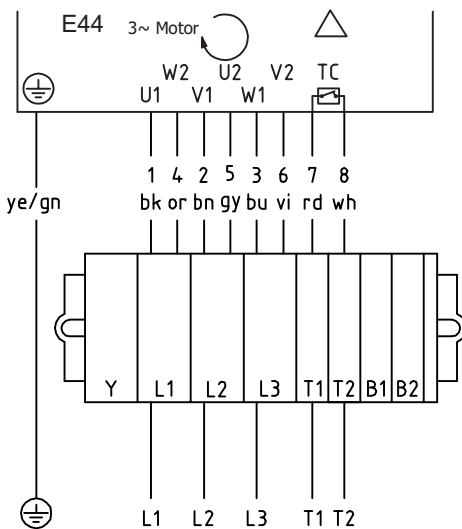 E44 3~ Motor
W2 U2 V2 TC
U1 V1 W1
1 4 2 5 3 6 7 8
ye/gn bk or bn gy bu vi rd wh
Y L1 L2 L3 T1 T2 B1 B2
L1 L2 L3 T1 T2